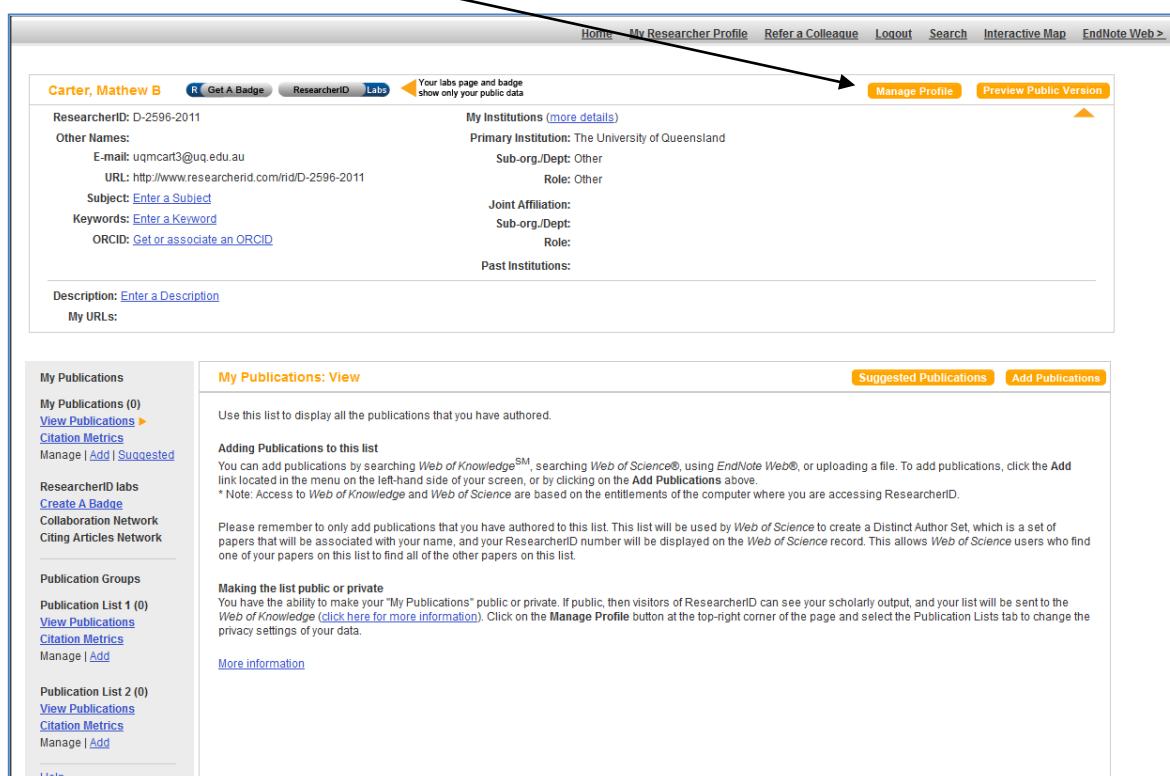 Home My Researcher Profile Refer a Colleague Logout Search Interactive Map EndNote Web >
Carter, Mathew B R Get A Badge ResearcherID Labs Your labs page and badge
show only your public data
Manage Profile Preview Public Version
ResearcherID: D-2596-2011
Other Names:
E-mail: uqmcart3@uq.edu.au
URL: http://www.researcherid.com/rid/D-2596-2011
Subject: Enter a Subject
Keywords: Enter a Keyword
ORCID: Get or associate an ORCID
My Institutions (more details)
Primary Institution: The University of Queensland
Sub-org./Dept: Other
Role: Other
Joint Affiliation:
Sub-org./Dept:
Role:
Past Institutions:
Description: Enter a Description
My URLs:
My Publications
My Publications (0)
View Publications
Citation Metrics
Manage | Add | Suggested
ResearcherID labs
Create A Badge
Collaboration Network
Citing Articles Network
Publication Groups
Publication List 1 (0)
View Publications
Citation Metrics
Manage | Add
Publication List 2 (0)
View Publications
Citation Metrics
Manage | Add
Help
My Publications: View Suggested Publications Add Publications
Use this list to display all the publications that you have authored.
Adding Publications to this list
You can add publications by searching Web of Knowledge℠, searching Web of Science®, using EndNote Web®, or uploading a file. To add publications, click the Add
link located in the menu on the left-hand side of your screen, or by clicking on the Add Publications above.
* Note: Access to Web of Knowledge and Web of Science are based on the entitlements of the computer where you are accessing ResearcherID.
Please remember to only add publications that you have authored to this list. This list will be used by Web of Science to create a Distinct Author Set, which is a set of
papers that will be associated with your name, and your ResearcherID number will be displayed on the Web of Science record. This allows Web of Science users who find
one of your papers on this list to find all of the other papers on this list.
Making the list public or private
You have the ability to make your "My Publications" public or private. If public, then visitors of ResearcherID can see your scholarly output, and your list will be sent to the
Web of Knowledge (click here for more information). Click on the Manage Profile button at the top-right corner of the page and select the Publication Lists tab to change the
privacy settings of your data.
More information